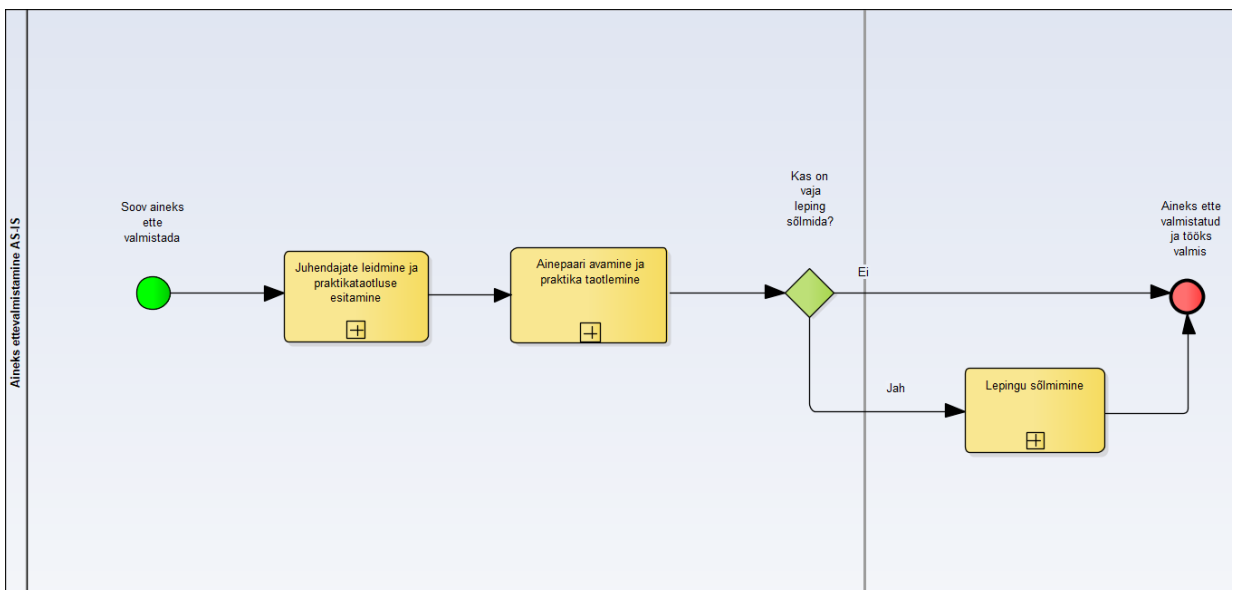 Aineks ettevalmistamine AS-IS
Soov aineks
ette
valmistada
Juhendajate leidmine ja
praktikataotluse
esitamine
Ainepaari avamine ja
praktika taotlemine
Kas on
vaja
leping
sõlmida?
Ei
Jah
Lepingu sõlmimine
Aineks ette
valmistatud
ja tööks
valmis